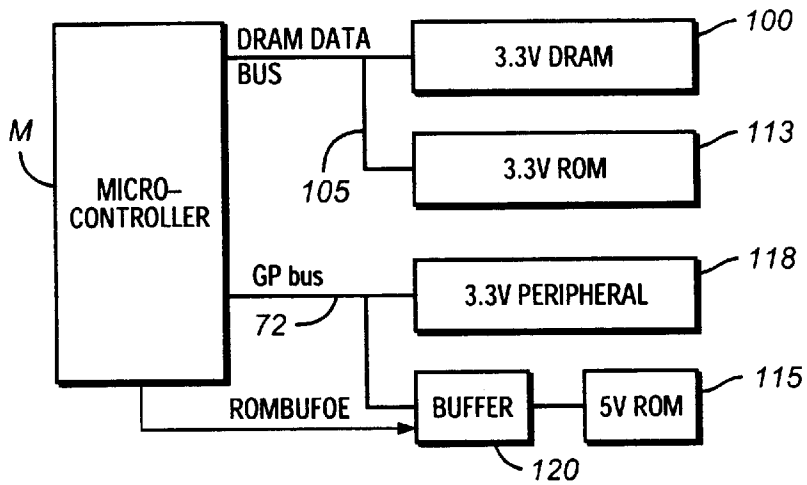 DRAM DATA
BUS
3.3V DRAM
100
M
MICRO–
CONTROLLER
105
3.3V ROM
113
GP bus
72
3.3V PERIPHERAL
118
ROMBUFOE
BUFFER
120
5V ROM
115